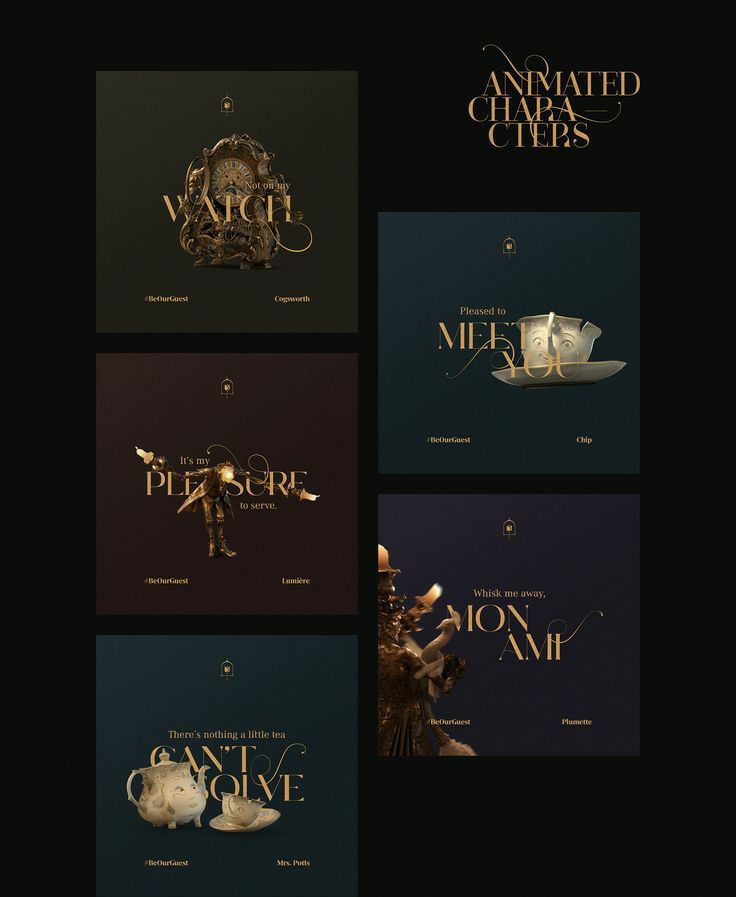 ANIMATED
CHARA
CTERS
Not on my
WATCH
#BeOurGuest
Cogsworth
Pleased to
MEET
YOU
#BeOurGuest
Chip
It's my
PLEASURE
to serve.
#BeOurGuest
Lumière
Whisk me away,
MON
AMI
#BeOurGuest
Plumette
There's nothing a little tea
CAN'T
SOLVE
#BeOurGuest
Mrs. Potts